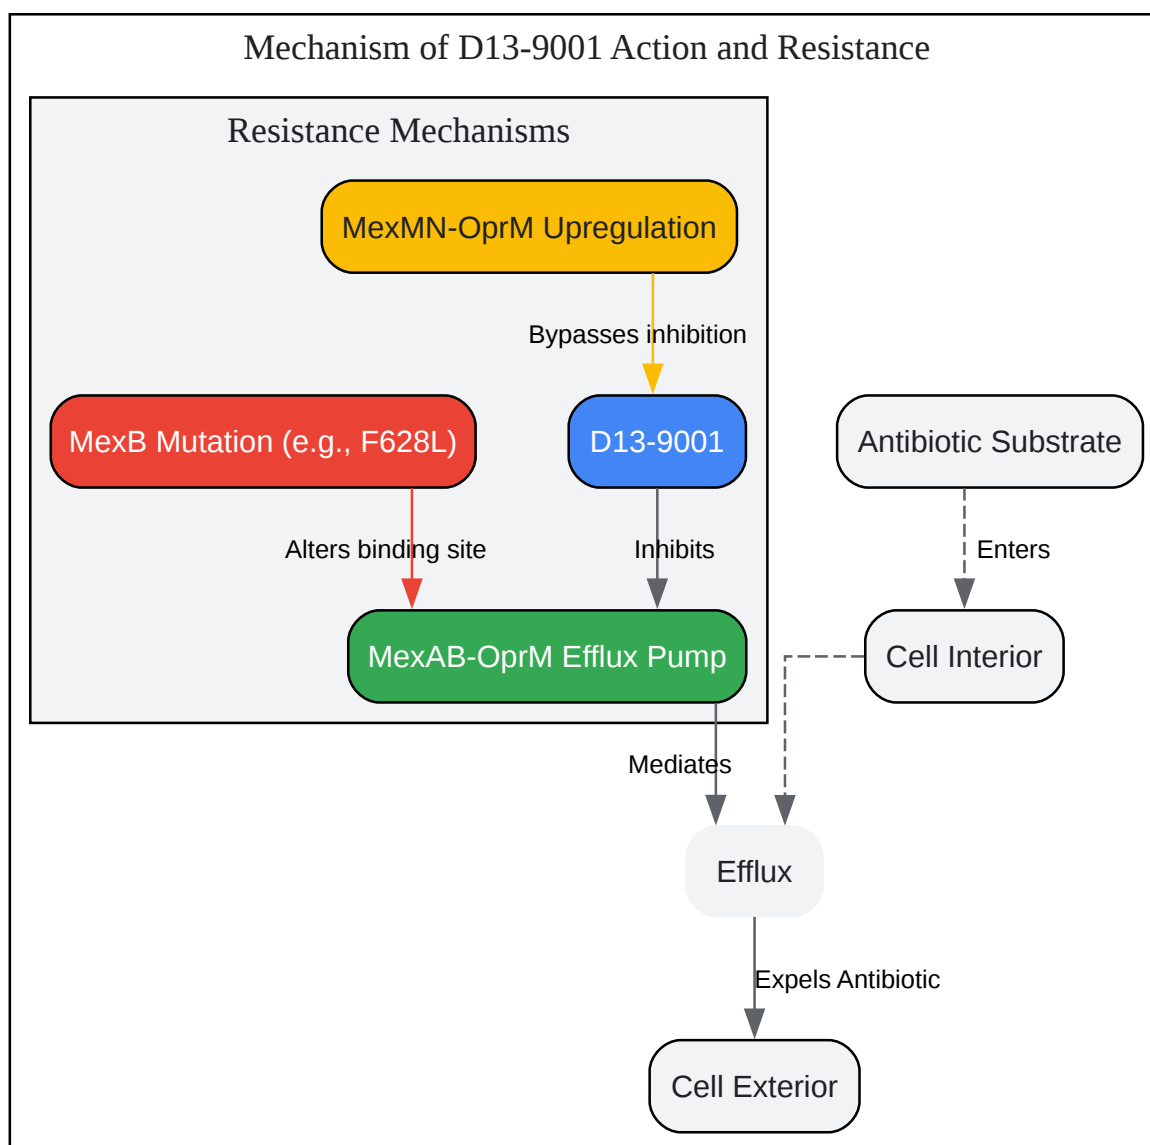 Mechanism of D13-9001 Action and Resistance
Resistance Mechanisms
MexMN-OprM Upregulation
Bypasses inhibition
MexB Mutation (e.g., F628L)
D13-9001
Antibiotic Substrate
Alters binding site
Inhibits
Enters
MexAB-OprM Efflux Pump
Cell Interior
Mediates
Efflux
Expels Antibiotic
Cell Exterior